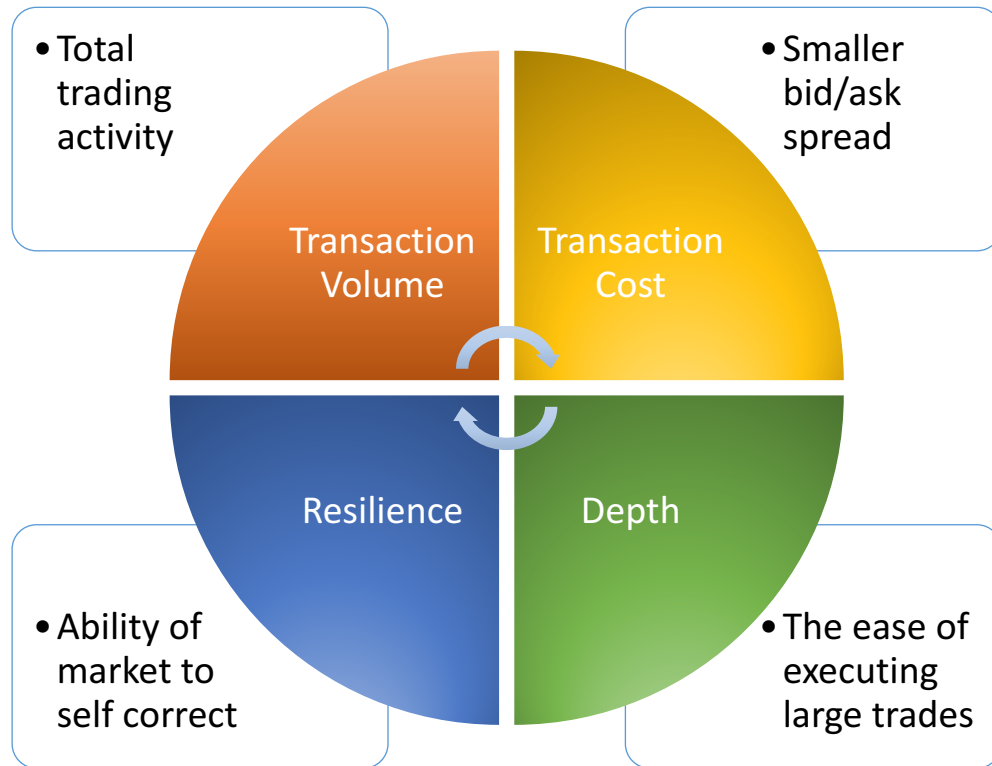 • Total
trading
activity
• Smaller
bid/ask
spread
Transaction
Volume
Transaction
Cost
Resilience
Depth
• Ability of
market to
self correct
• The ease of
executing
large trades